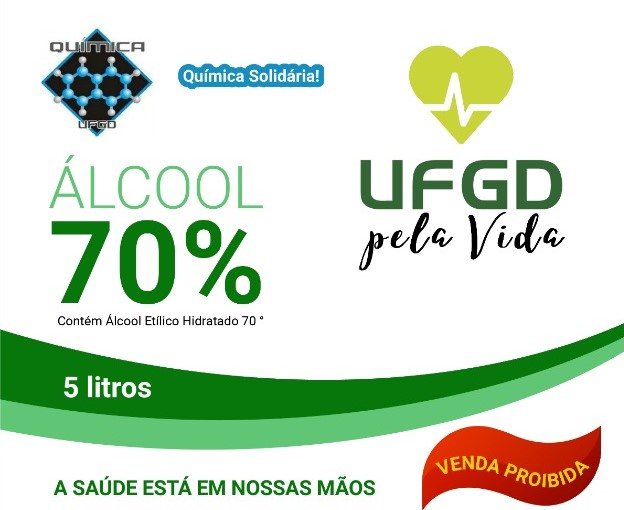 QUÍMICA
UFGD
Química Solidária!
ÁLCOOL
70%
Contém Álcool Etílico Hidratado 70 °
UFGD
pela Vida
5 litros
A SAÚDE ESTÁ EM NOSSAS MÃOS
VENDA PROIBIDA